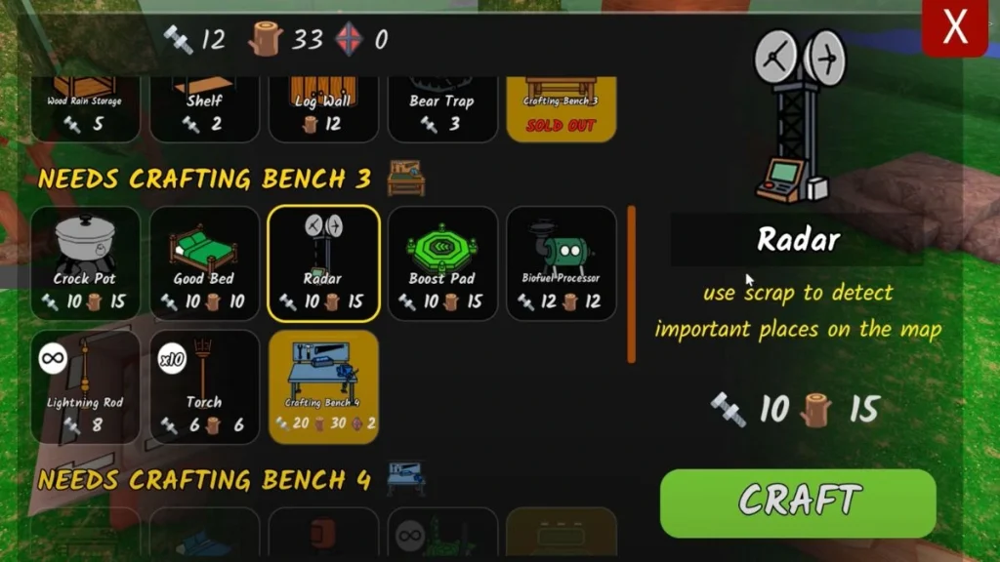 12 33 0
X
Wood Rain Storage
5
Shelf
2
Log Wall
12
Bear Trap
3
Crafting Bench 3
SOLD OUT
NEEDS CRAFTING BENCH 3
Crock Pot
10 15
Good Bed
10 10
Radar
10 15
Boost Pad
10 15
Biofuel Processor
12 12
∞
Lightning Rod
8
x10
Torch
6 6
Crafting Bench 4
20 30 2
NEEDS CRAFTING BENCH 4
∞
Radar
use scrap to detect
important places on the map
10 15
CRAFT